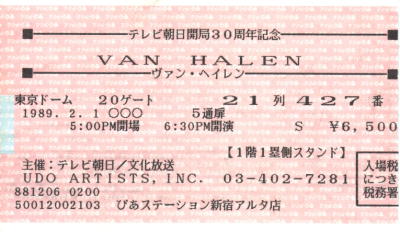 テレビ朝日開局30周年記念
VAN HALEN
ヴァン・ヘイレン
東京ドーム 20ゲート 21列 427番
1989. 2. 1 ○○○ 5通扉
5:00PM開場 6:30PM開演 S ¥6,500
【1階1塁側スタンド】
主催:テレビ朝日/文化放送
UDO ARTISTS, INC. 03-402-7281
881206 0200
50012002103 ぴあステーション新宿アルタ店
入場税
につき
税務署